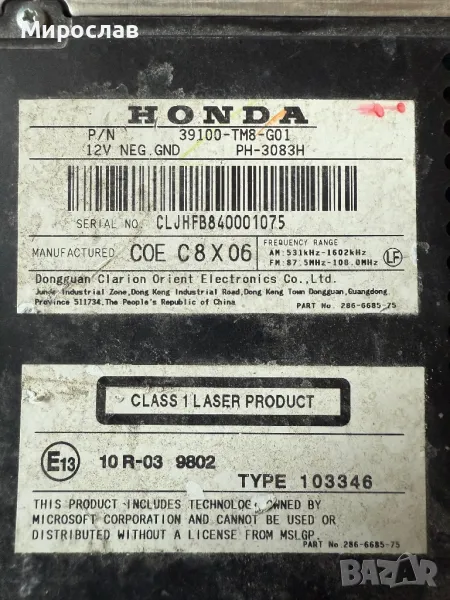 Мирослав
HONDA
P/N 39100-TM8-G01
12V NEG.GND PH-3083H
SERIAL NO. CLJHFB840001075
MANUFACTURED COE C8X06
FREQUENCY RANGE
AM: 531kHz-1602kHz
FM: 87.5MHz-108.0MHz
LF
Dongguan Clarion Orient Electronics Co.,Ltd.
Junda Industrial Zone,Dong Keng Industrial Road,Dong Keng Town Dongguan,Guangdong,
Province 511734,The People's Republic of China
PART No. 286-6685-75
CLASS 1 LASER PRODUCT
E13 10 R-03 9802
TYPE 103346
THIS PRODUCT INCLUDES TECHNOLOGY OWNED BY
MICROSOFT CORPORATION AND CANNOT BE USED OR
DISTRIBUTED WITHOUT A LICENSE FROM MSLGP.
PART No. 286-6685-75
BAZAR